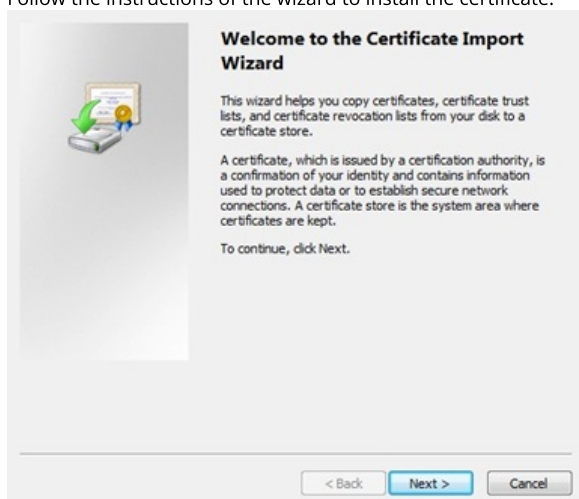 Follow the instructions of the wizard to install the certificate.
Welcome to the Certificate Import
Wizard
This wizard helps you copy certificates, certificate trust
lists, and certificate revocation lists from your disk to a
certificate store.
A certificate, which is issued by a certification authority, is
a confirmation of your identity and contains information
used to protect data or to establish secure network
connections. A certificate store is the system area where
certificates are kept.
To continue, click Next.
< Back Next > Cancel